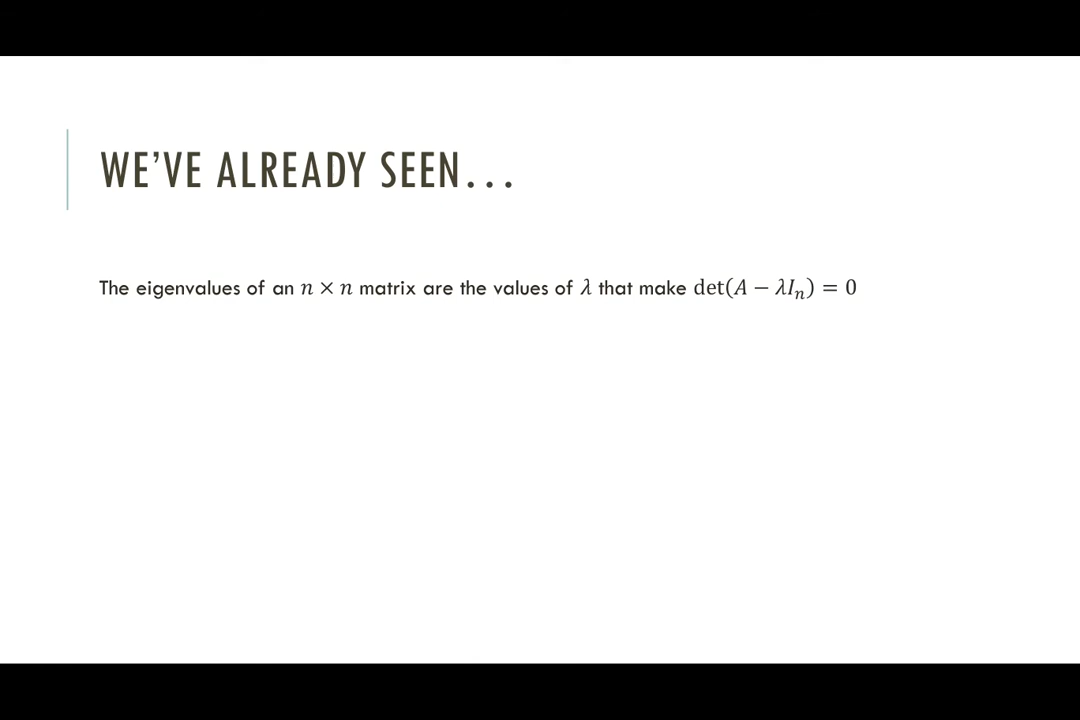 WE'VE ALREADY SEEN...
The eigenvalues of an 𝑛 × 𝑛 matrix are the values of 𝜆 that make det(𝐴 − 𝜆𝐼ₙ) = 0